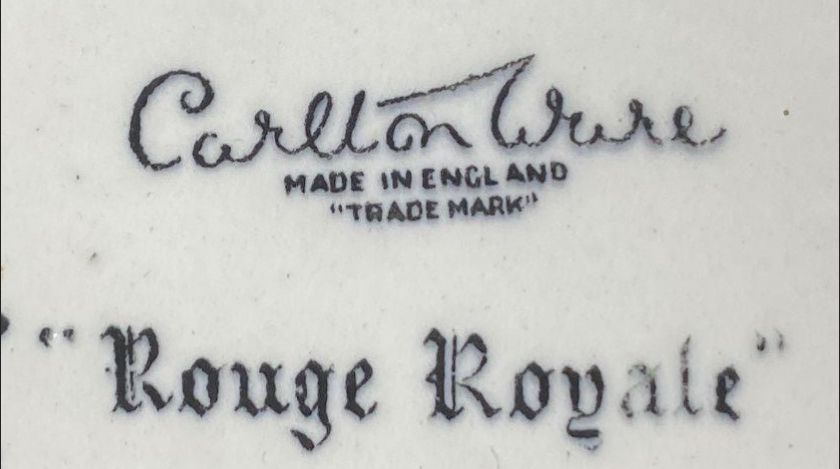 Carlton Ware
MADE IN ENGLAND
"TRADE MARK"
"Rouge Royale"